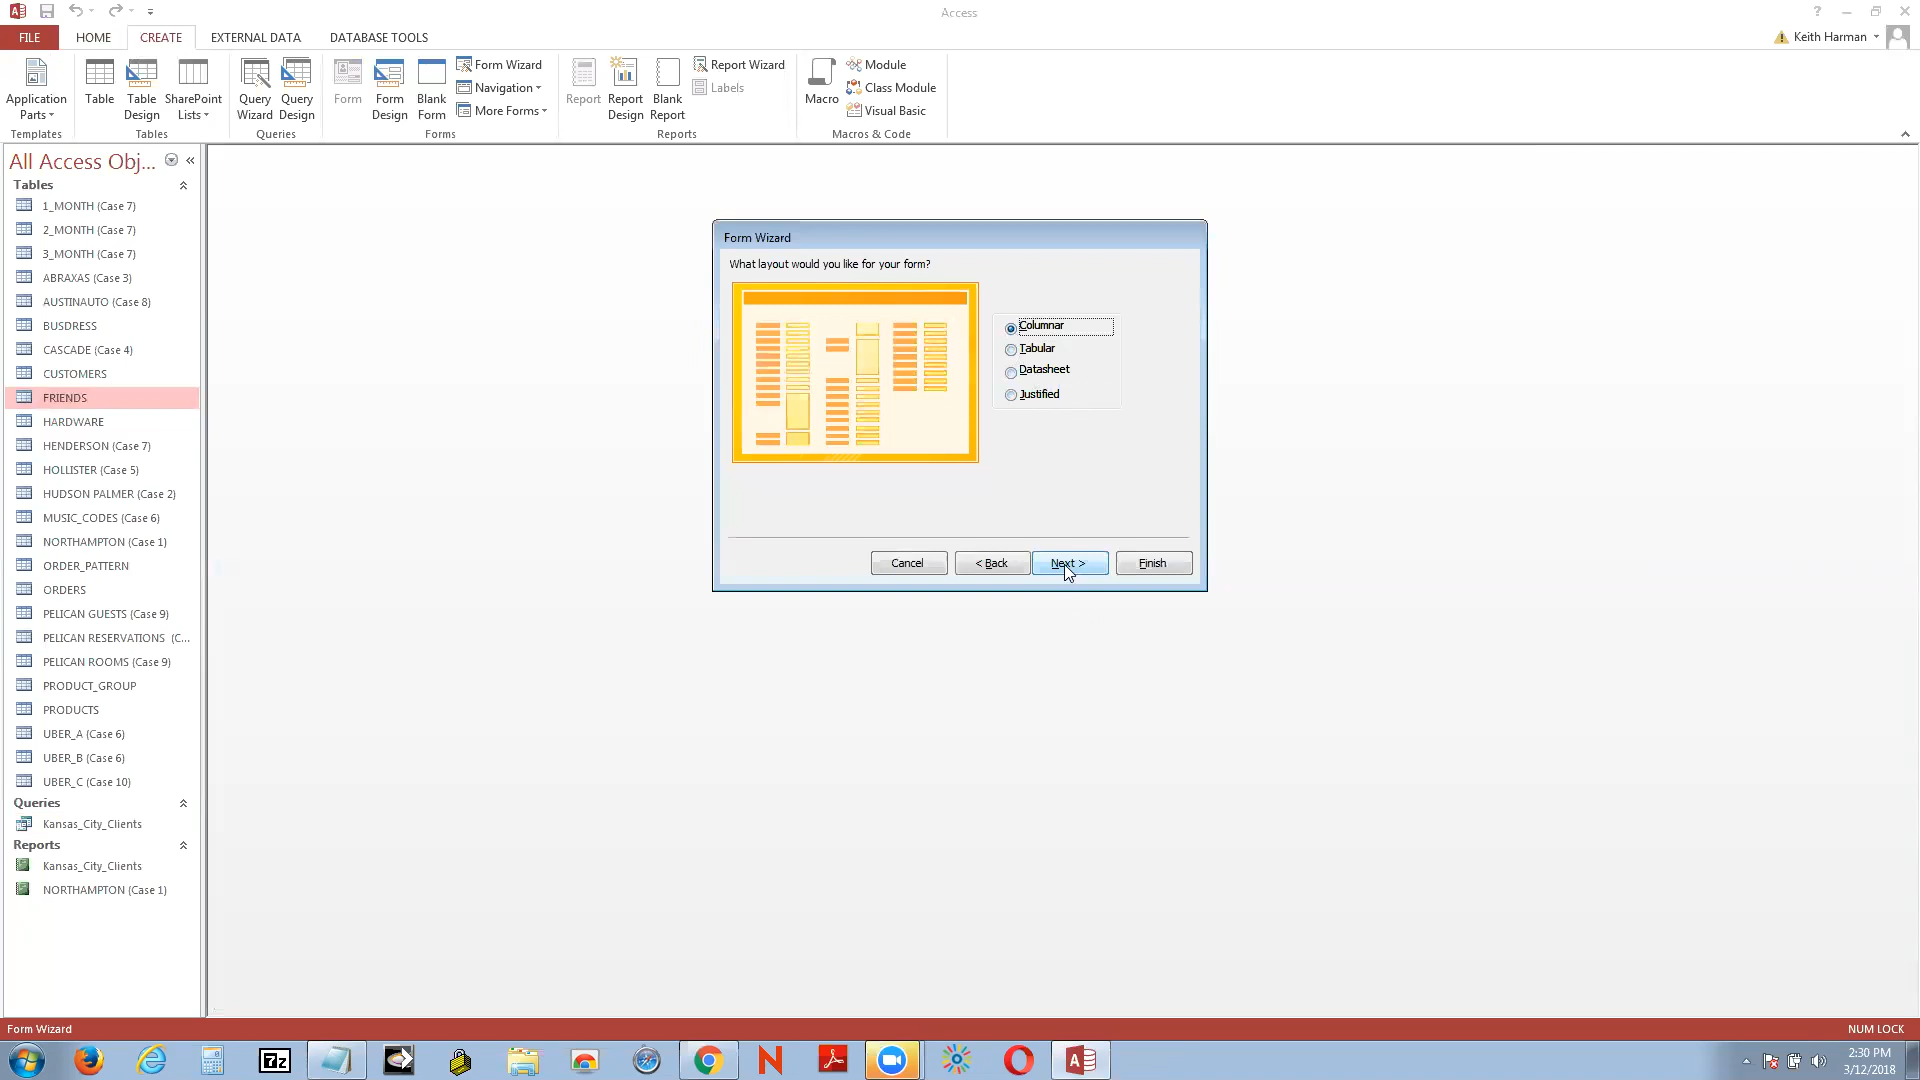 Access
?
FILE
HOME
CREATE
EXTERNAL DATA
DATABASE TOOLS
Keith Harman
Application Parts
Table
Table Design
SharePoint Lists
Query Wizard
Query Design
Form
Form Design
Blank Form
Form Wizard
Navigation
More Forms
Report
Report Design
Blank Report
Report Wizard
Labels
Macro
Module
Class Module
Visual Basic
Templates
Tables
Queries
Forms
Reports
Macros & Code
All Access Obj...
Tables
1_MONTH (Case 7)
2_MONTH (Case 7)
3_MONTH (Case 7)
ABRAXAS (Case 3)
AUSTINAUTO (Case 8)
BUSDRESS
CASCADE (Case 4)
CUSTOMERS
FRIENDS
HARDWARE
HENDERSON (Case 7)
HOLLISTER (Case 5)
HUDSON PALMER (Case 2)
MUSIC_CODES (Case 6)
NORTHAMPTON (Case 1)
ORDER_PATTERN
ORDERS
PELICAN GUESTS (Case 9)
PELICAN RESERVATIONS (C...
PELICAN ROOMS (Case 9)
PRODUCT_GROUP
PRODUCTS
UBER_A (Case 6)
UBER_B (Case 6)
UBER_C (Case 10)
Queries
Kansas_City_Clients
Reports
Kansas_City_Clients
NORTHAMPTON (Case 1)
Form Wizard
What layout would you like for your form?
Columnar
Tabular
Datasheet
Justified
Cancel
< Back
Next >
Finish
Form Wizard
NUM LOCK
7z
2:30 PM
3/12/2018